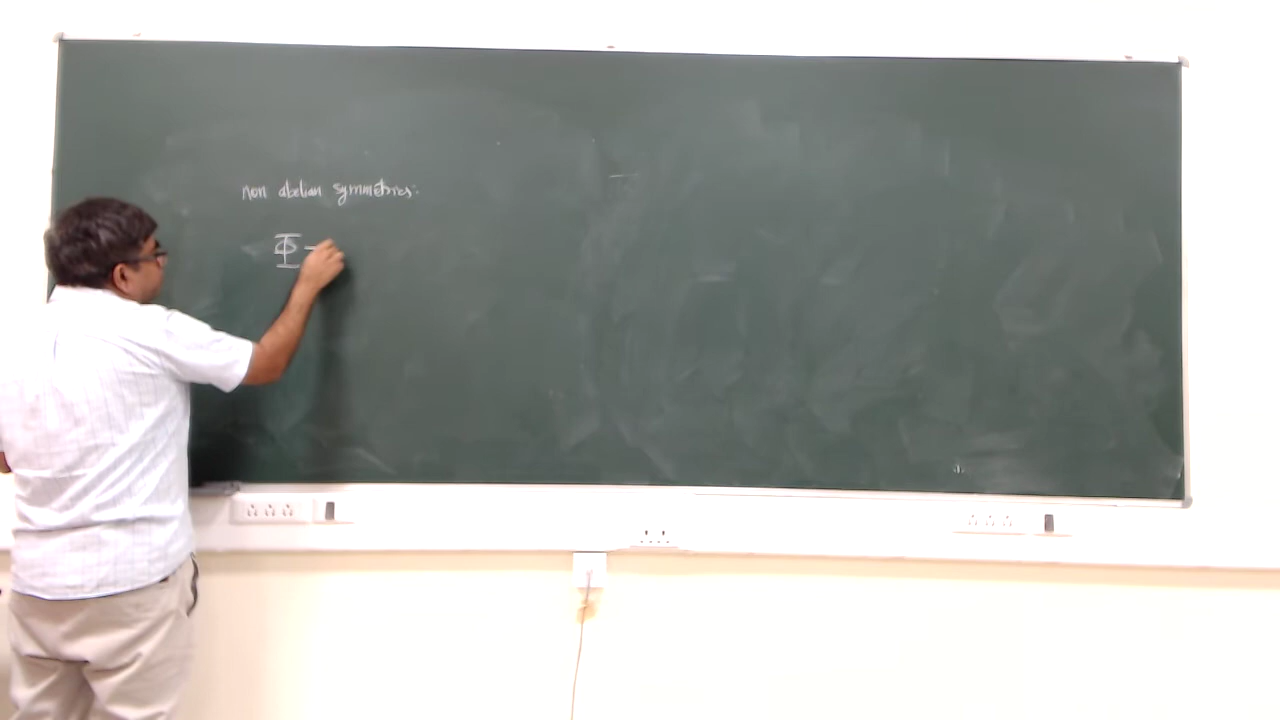 non abelian symmetries:
Φ -